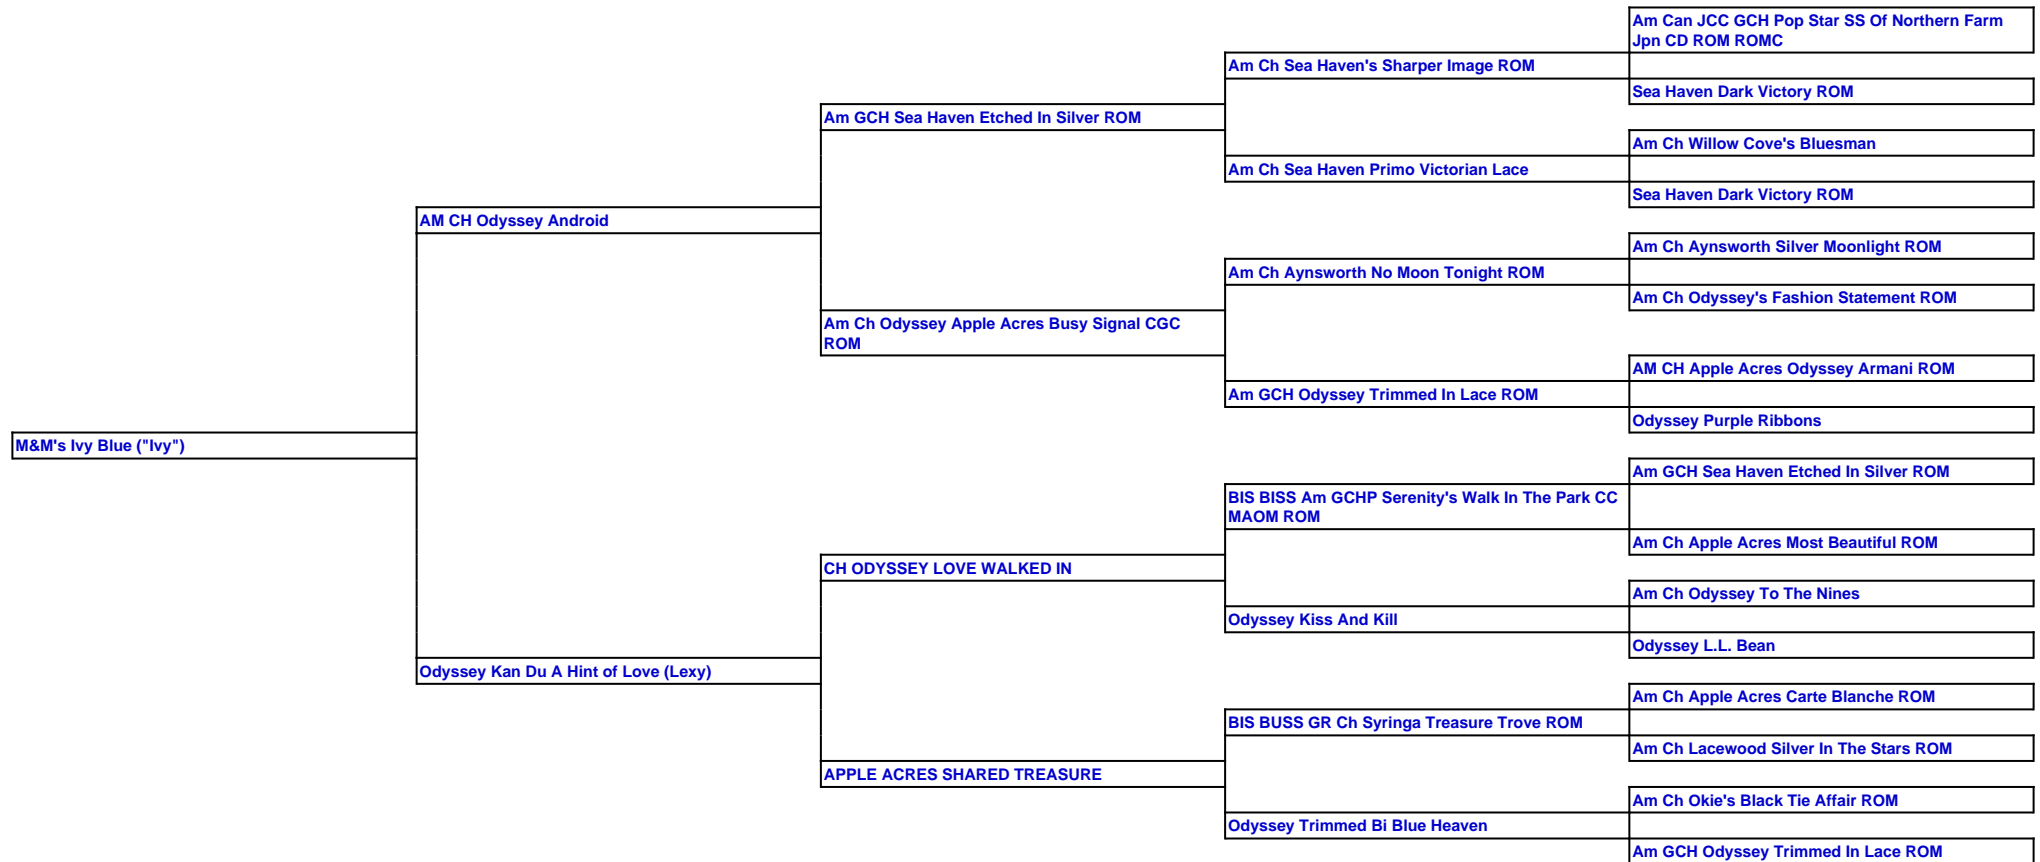 Am Can JCC GCH Pop Star SS Of Northern Farm
Jpn CD ROM ROMC
Am Ch Sea Haven's Sharper Image ROM
Sea Haven Dark Victory ROM
Am GCH Sea Haven Etched In Silver ROM
Am Ch Willow Cove's Bluesman
Am Ch Sea Haven Primo Victorian Lace
Sea Haven Dark Victory ROM
AM CH Odyssey Android
Am Ch Aynsworth Silver Moonlight ROM
Am Ch Aynsworth No Moon Tonight ROM
Am Ch Odyssey's Fashion Statement ROM
Am Ch Odyssey Apple Acres Busy Signal CGC
ROM
AM CH Apple Acres Odyssey Armani ROM
Am GCH Odyssey Trimmed In Lace ROM
Odyssey Purple Ribbons
M&M's Ivy Blue ("Ivy")
Am GCH Sea Haven Etched In Silver ROM
BIS BISS Am GCHP Serenity's Walk In The Park CC
MAOM ROM
Am Ch Apple Acres Most Beautiful ROM
CH ODYSSEY LOVE WALKED IN
Am Ch Odyssey To The Nines
Odyssey Kiss And Kill
Odyssey L.L. Bean
Odyssey Kan Du A Hint of Love (Lexy)
Am Ch Apple Acres Carte Blanche ROM
BIS BUSS GR Ch Syringa Treasure Trove ROM
Am Ch Lacewood Silver In The Stars ROM
APPLE ACRES SHARED TREASURE
Am Ch Okie's Black Tie Affair ROM
Odyssey Trimmed Bi Blue Heaven
Am GCH Odyssey Trimmed In Lace ROM